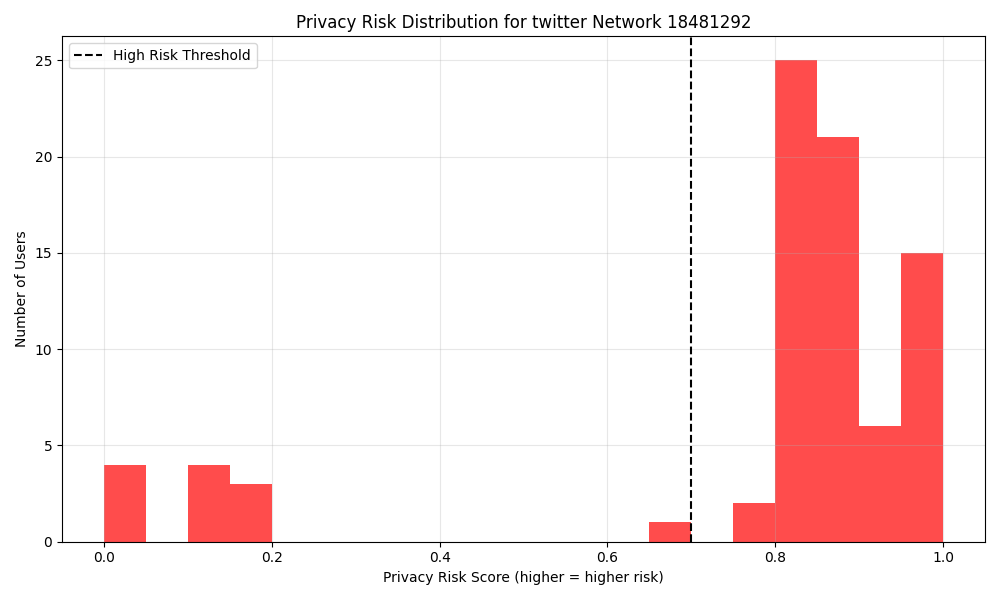 Privacy Risk Distribution for twitter Network 18481292
High Risk Threshold
Number of Users
25
20
15
10
5
0
0.0 0.2 0.4 0.6 0.8 1.0
Privacy Risk Score (higher = higher risk)